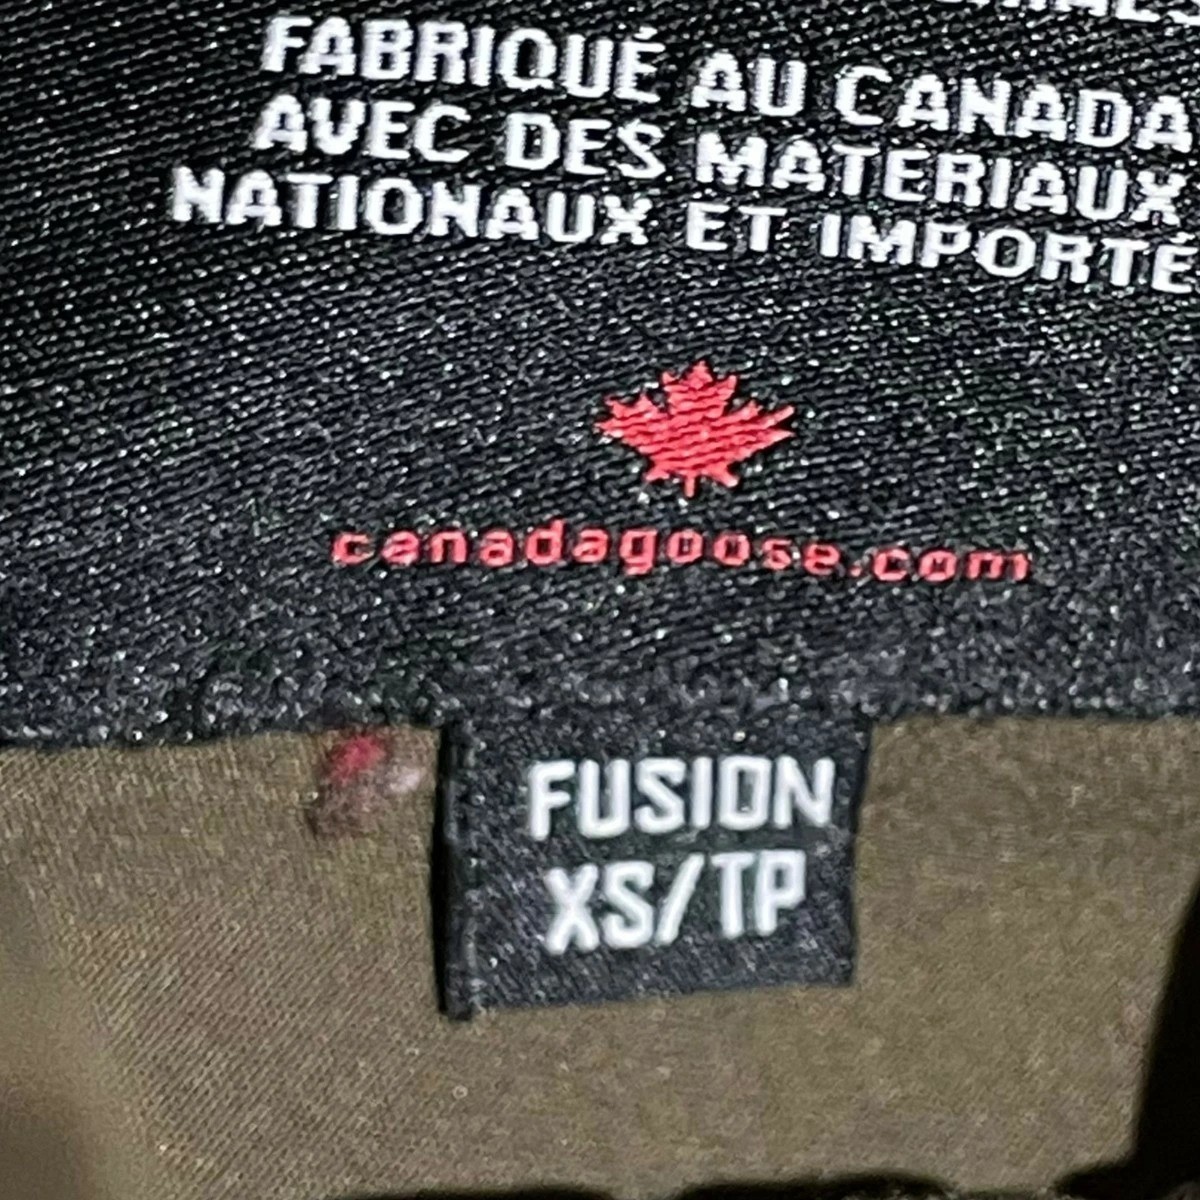 FABRIQUÉ AU CANADA
AVEC DES MATERIAUX
NATIONAUX ET IMPORTÉ
canadagoose.com
FUSION
XS/TP